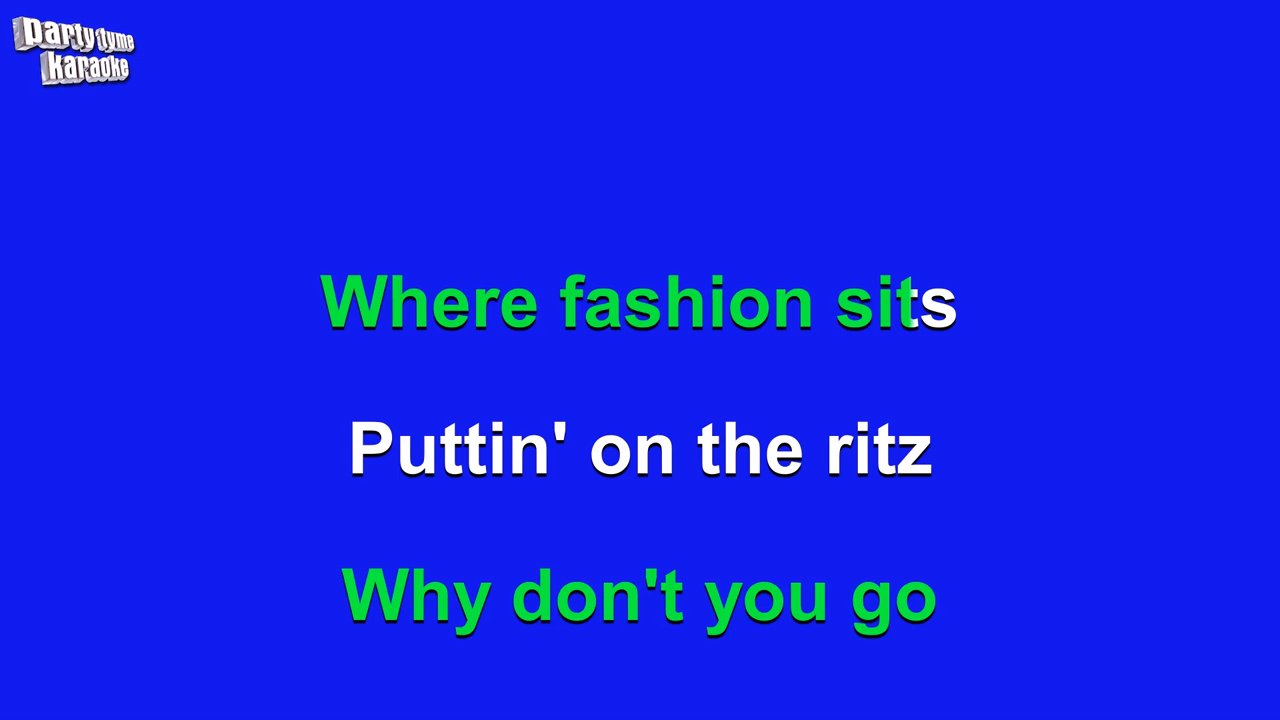 party tyme
karaoke
Where fashion sits
Puttin' on the ritz
Why don't you go